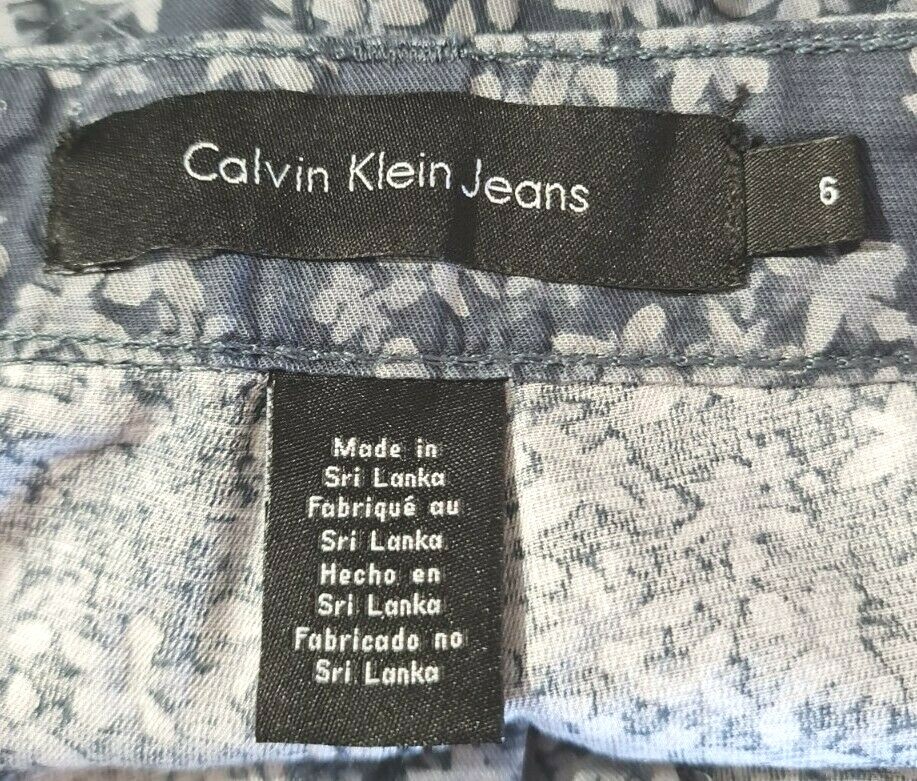 Calvin Klein Jeans
6
Made in
Sri Lanka
Fabriqué au
Sri Lanka
Hecho en
Sri Lanka
Fabricado no
Sri Lanka